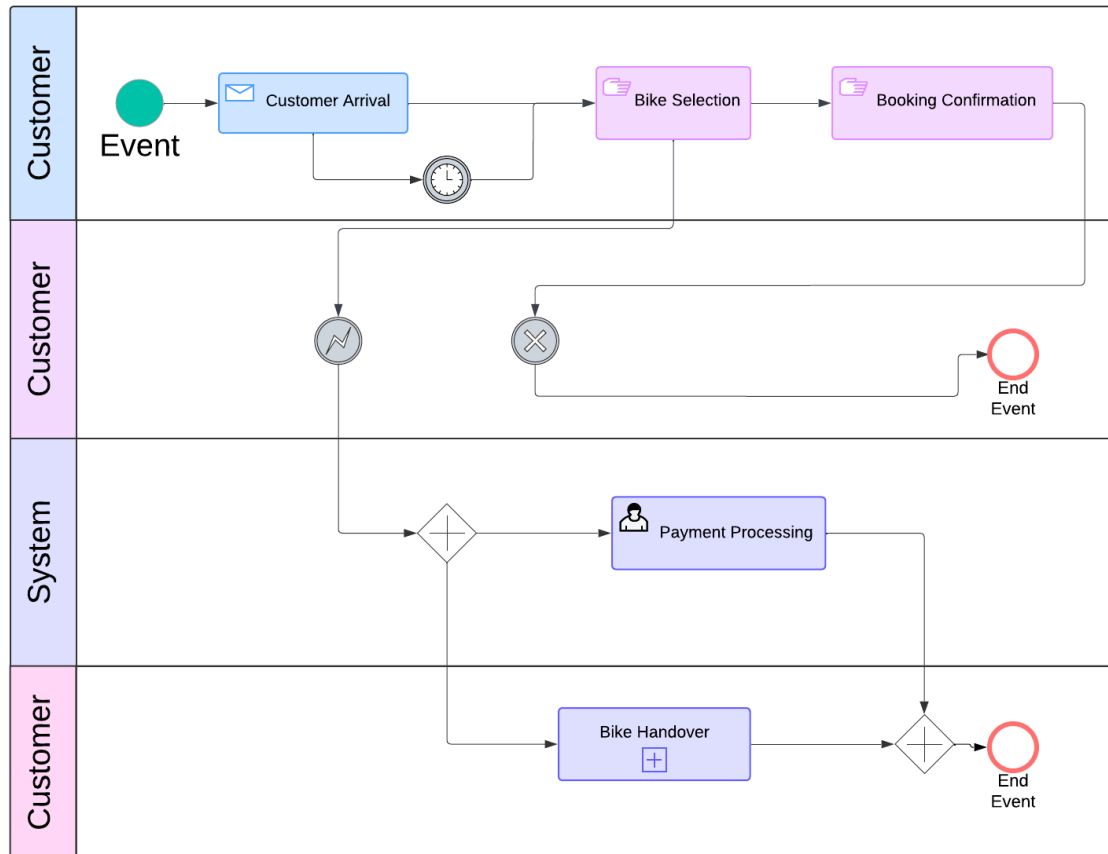 Customer
Event
Customer Arrival
Bike Selection
Booking Confirmation
Customer
End
Event
System
Payment Processing
Customer
Bike Handover
End
Event